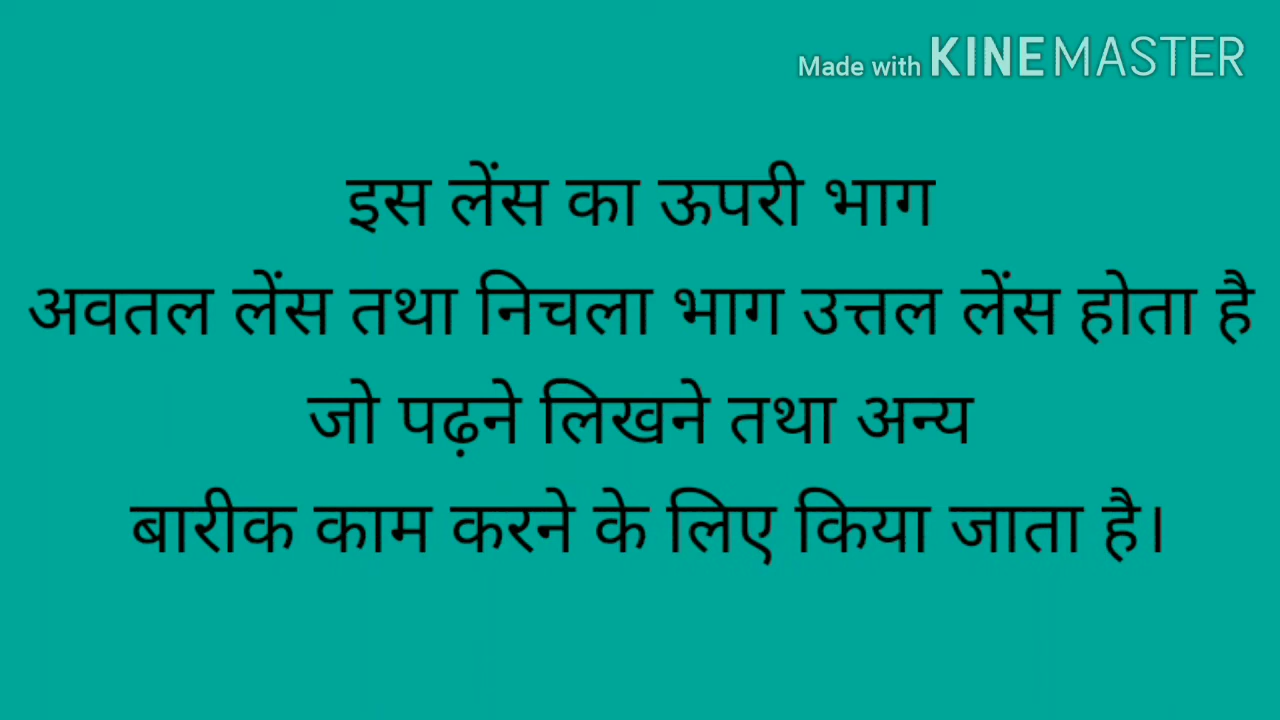 Made with KINEMASTER
इस लेंस का ऊपरी भाग
अवतल लेंस तथा निचला भाग उत्तल लेंस होता है
जो पढ़ने लिखने तथा अन्य
बारीक काम करने के लिए किया जाता है।